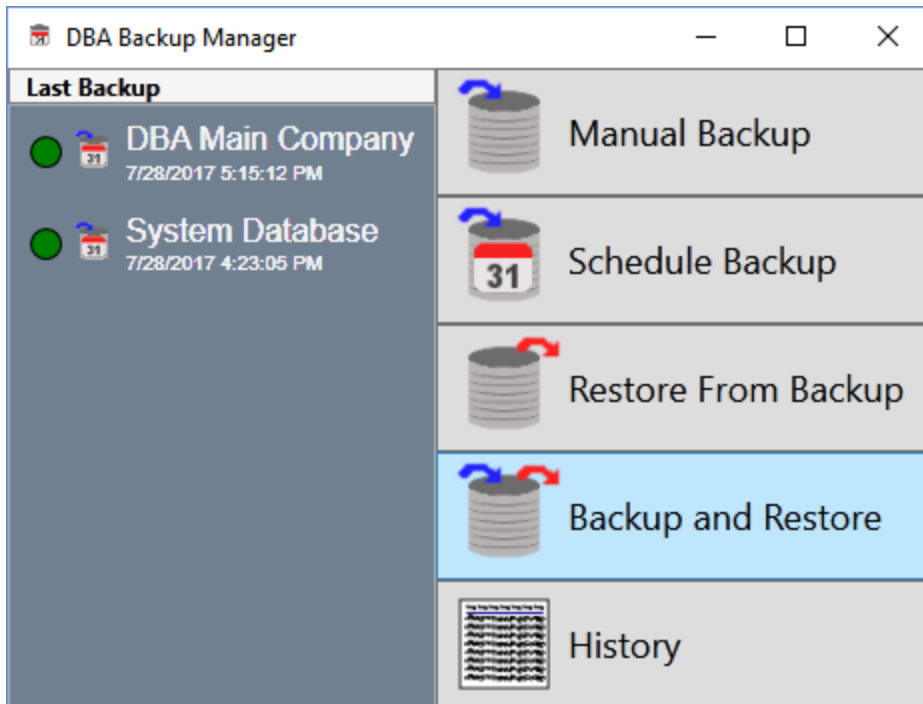 DBA Backup Manager
Last Backup
DBA Main Company
7/28/2017 5:15:12 PM
System Database
7/28/2017 4:23:05 PM
Manual Backup
31
Schedule Backup
Restore From Backup
Backup and Restore
History